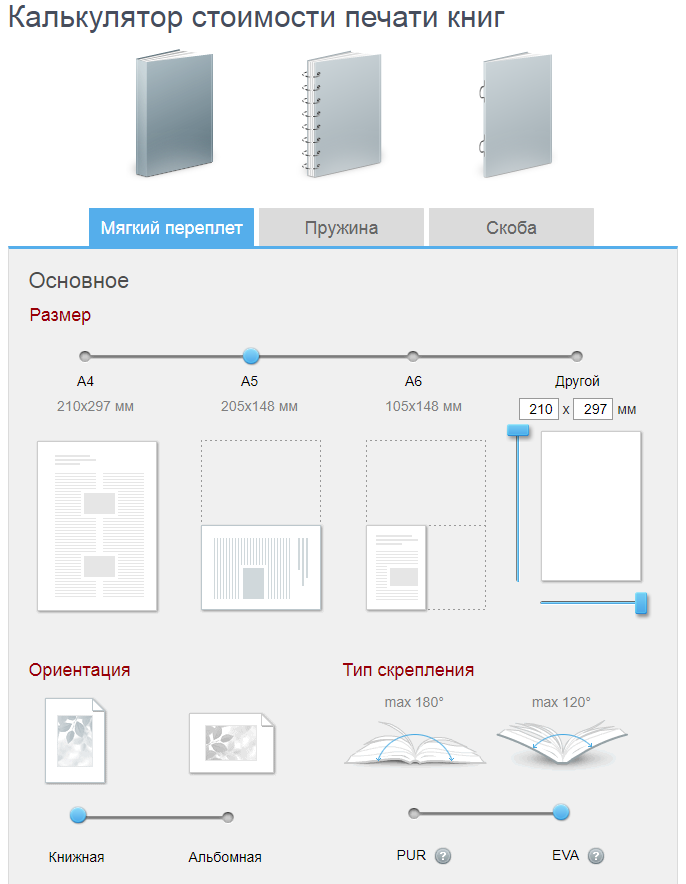 Калькулятор стоимости печати книг
Мягкий переплет Пружина Скоба
Основное
Размер
A4 A5 A6 Другой
210x297 мм 205x148 мм 105x148 мм 210 x 297 мм
Ориентация Тип скрепления
max 180° max 120°
Книжная Альбомная PUR ? EVA ?